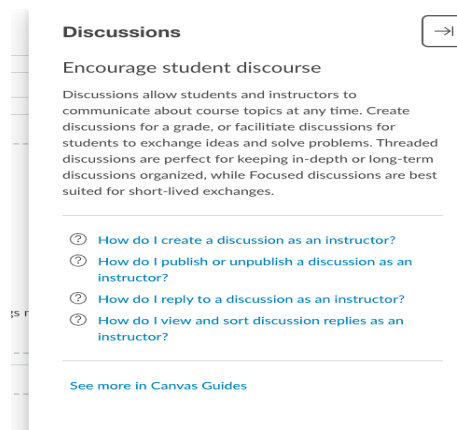 Discussions
Encourage student discourse
Discussions allow students and instructors to
communicate about course topics at any time. Create
discussions for a grade, or facilitiate discussions for
students to exchange ideas and solve problems. Threaded
discussions are perfect for keeping in-depth or long-term
discussions organized, while Focused discussions are best
suited for short-lived exchanges.
How do I create a discussion as an instructor?
How do I publish or unpublish a discussion as an
instructor?
How do I reply to a discussion as an instructor?
How do I view and sort discussion replies as an
instructor?
See more in Canvas Guides